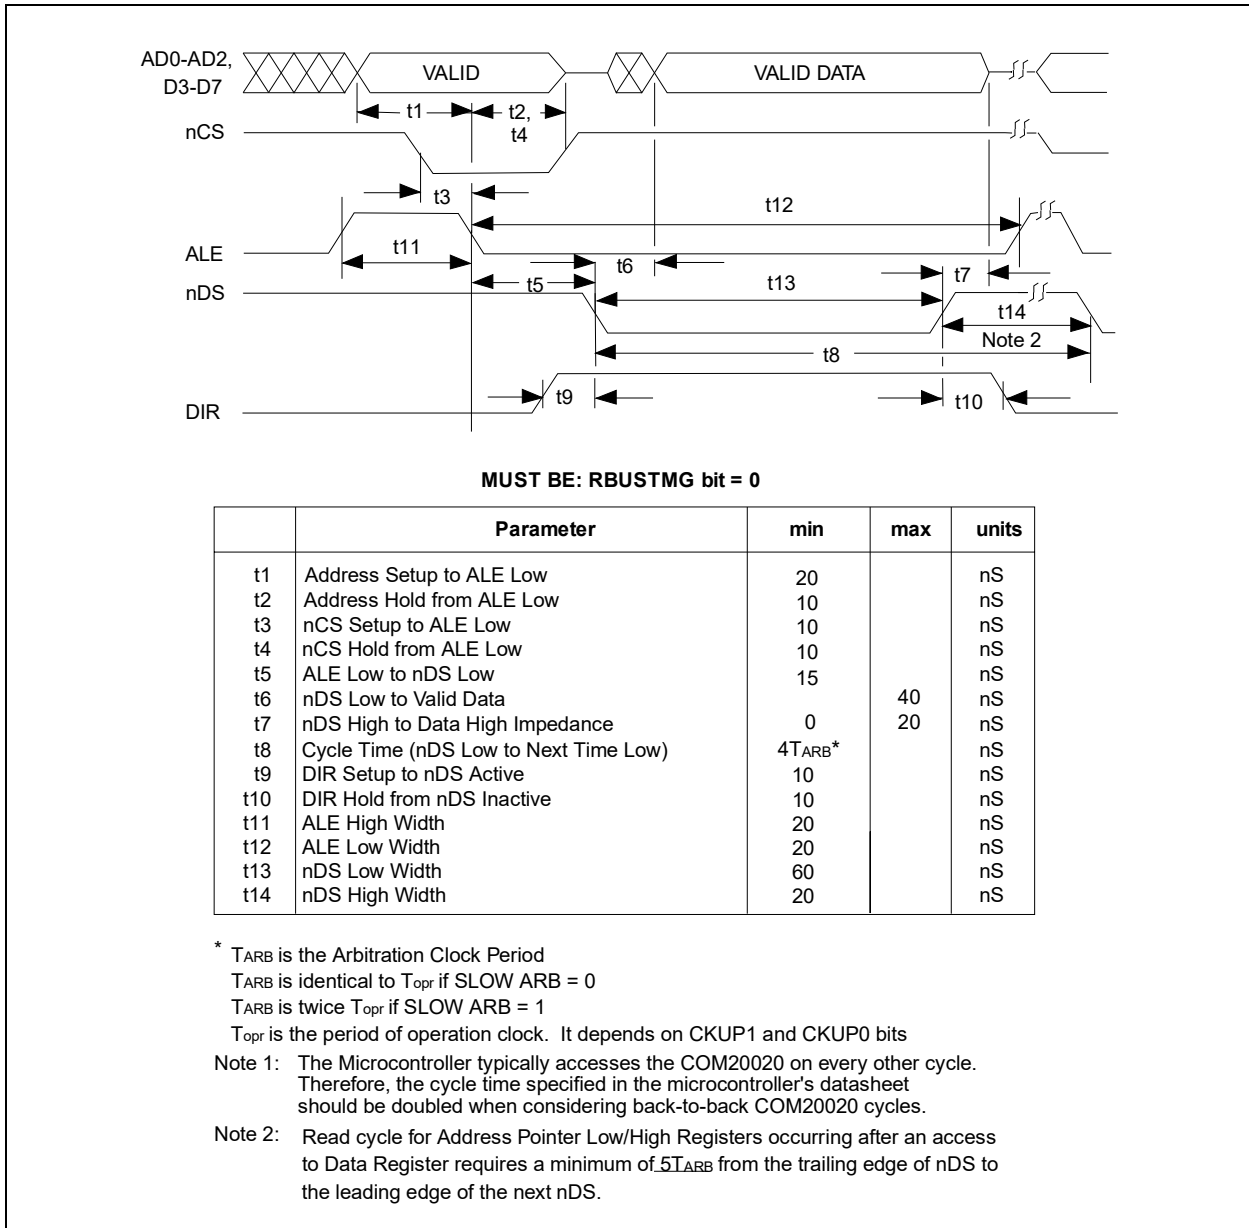 AD0-AD2,
D3-D7
VALID
VALID DATA
t1
t2,
t4
nCS
t3
t12
ALE
t11
t6
t7
nDS
t5
t13
t14
Note 2
t8
t9
DIR
t10
MUST BE: RBUSTMG bit = 0
Parameter min max units
t1 Address Setup to ALE Low 20 nS
t2 Address Hold from ALE Low 10 nS
t3 nCS Setup to ALE Low 10 nS
t4 nCS Hold from ALE Low 10 nS
t5 ALE Low to nDS Low 15 nS
t6 nDS Low to Valid Data 40 nS
t7 nDS High to Data High Impedance 0 20 nS
t8 Cycle Time (nDS Low to Next Time Low) 4TARB* nS
t9 DIR Setup to nDS Active 10 nS
t10 DIR Hold from nDS Inactive 10 nS
t11 ALE High Width 20 nS
t12 ALE Low Width 20 nS
t13 nDS Low Width 60 nS
t14 nDS High Width 20 nS
* TARB is the Arbitration Clock Period
TARB is identical to Topr if SLOW ARB = 0
TARB is twice Topr if SLOW ARB = 1
Topr is the period of operation clock. It depends on CKUP1 and CKUP0 bits
Note 1: The Microcontroller typically accesses the COM20020 on every other cycle.
Therefore, the cycle time specified in the microcontroller's datasheet
should be doubled when considering back-to-back COM20020 cycles.
Note 2: Read cycle for Address Pointer Low/High Registers occurring after an access
to Data Register requires a minimum of 5TARB from the trailing edge of nDS to
the leading edge of the next nDS.